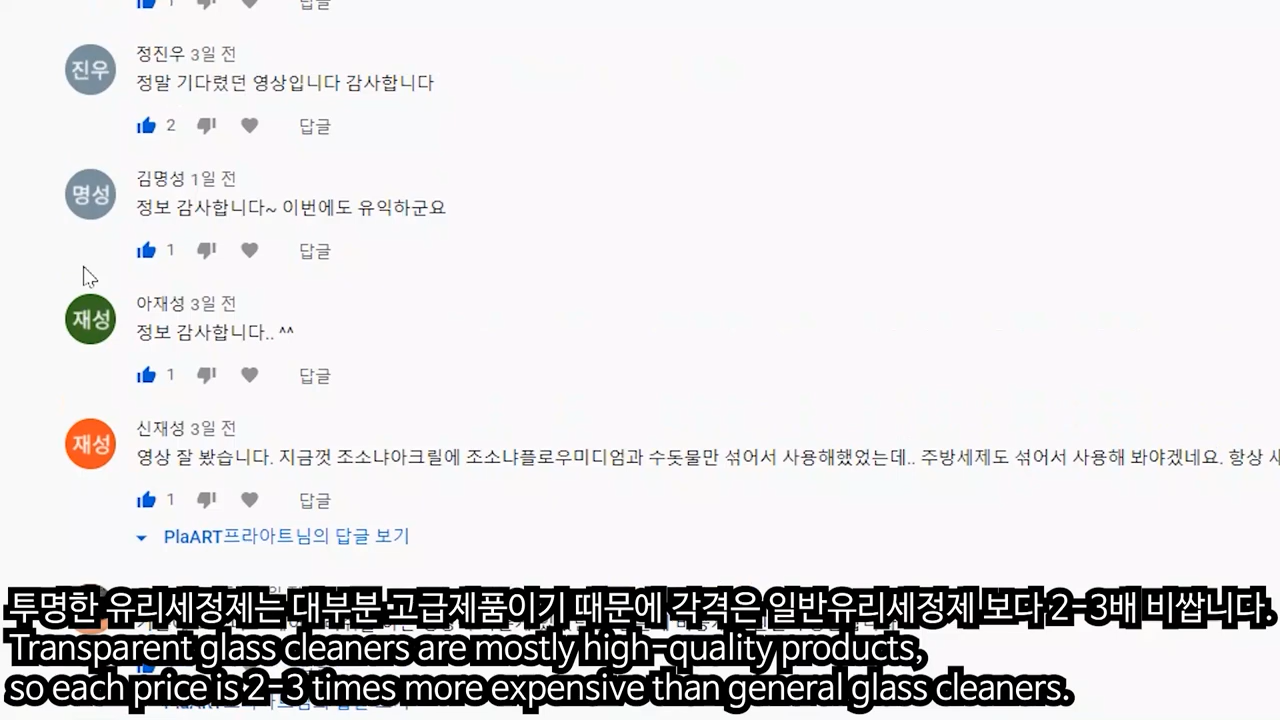 답글
진우
정진우 3일 전
정말 기다렸던 영상입니다 감사합니다
2
답글
명성
김명성 1일 전
정보 감사합니다~ 이번에도 유익하군요
1
답글
재성
아재성 3일 전
정보 감사합니다.. ^^
1
답글
재성
신재성 3일 전
영상 잘 봤습니다. 지금껏 조소냐아크릴에 조소냐플로우미디엄과 수돗물만 섞어서 사용해했었는데.. 주방세제도 섞어서 사용해 봐야겠네요. 항상
1
답글
PlaART프라아트님의 답글 보기
투명한 유리세정제는 대부분 고급제품이기 때문에 각격은 일반유리세정제 보다 2-3배 비쌉니다.
Transparent glass cleaners are mostly high-quality products,
so each price is 2-3 times more expensive than general glass cleaners.